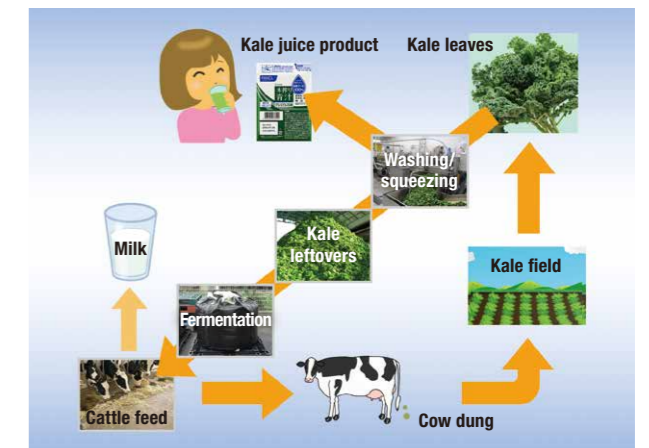 Kale juice product
Kale leaves
Washing/
squeezing
Kale
leftovers
Milk
Kale field
Fermentation
Cattle feed
Cow dung